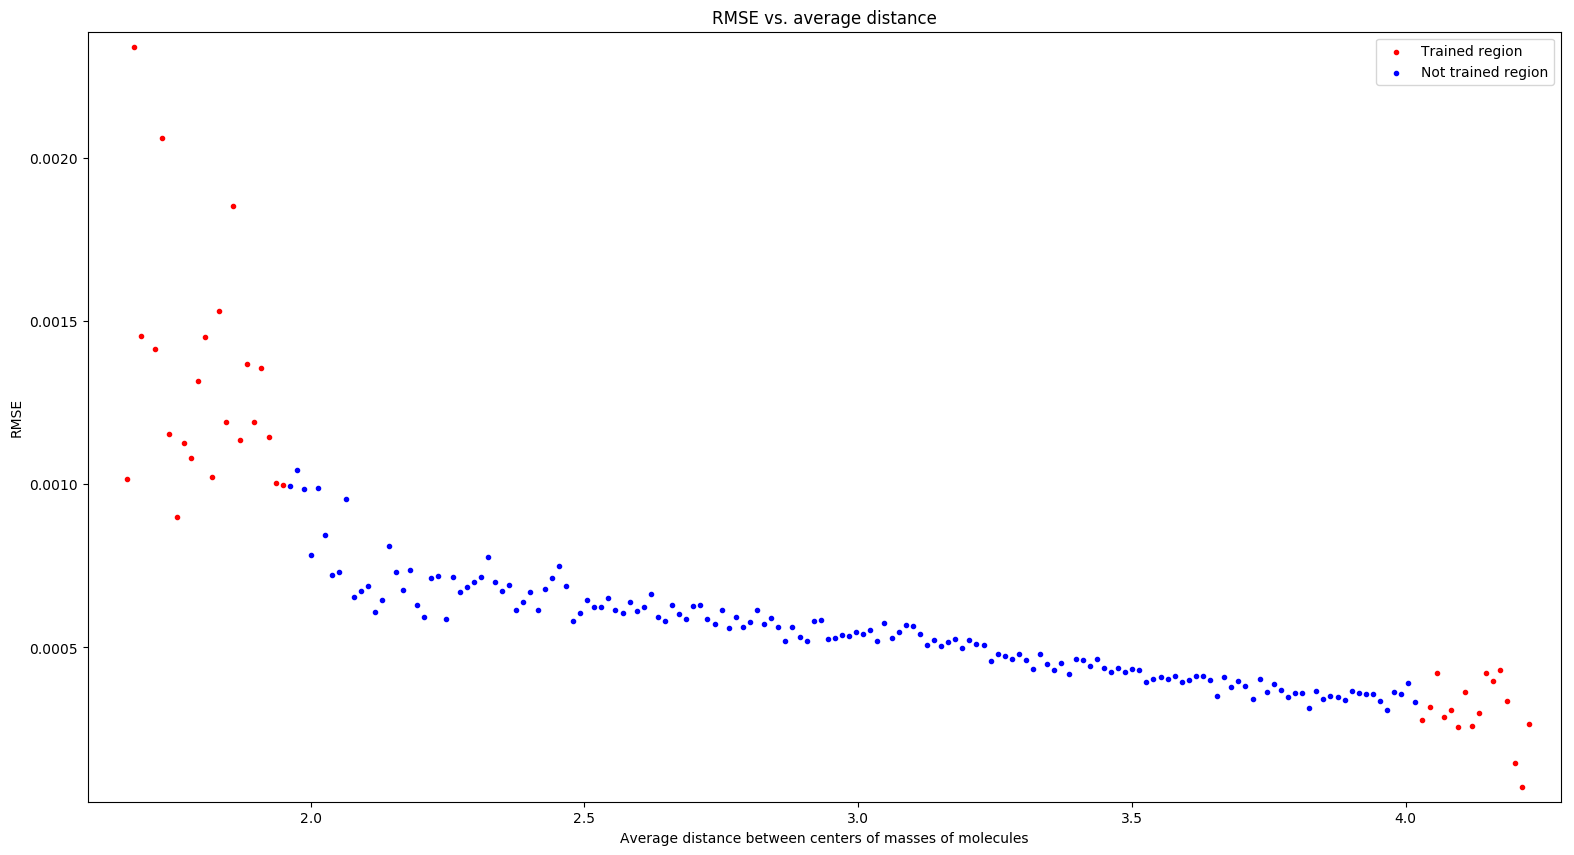 RMSE vs. average distance
Trained region
Not trained region
0.0020
0.0015
0.0010
0.0005
RMSE
2.0
2.5
3.0
3.5
4.0
Average distance between centers of masses of molecules